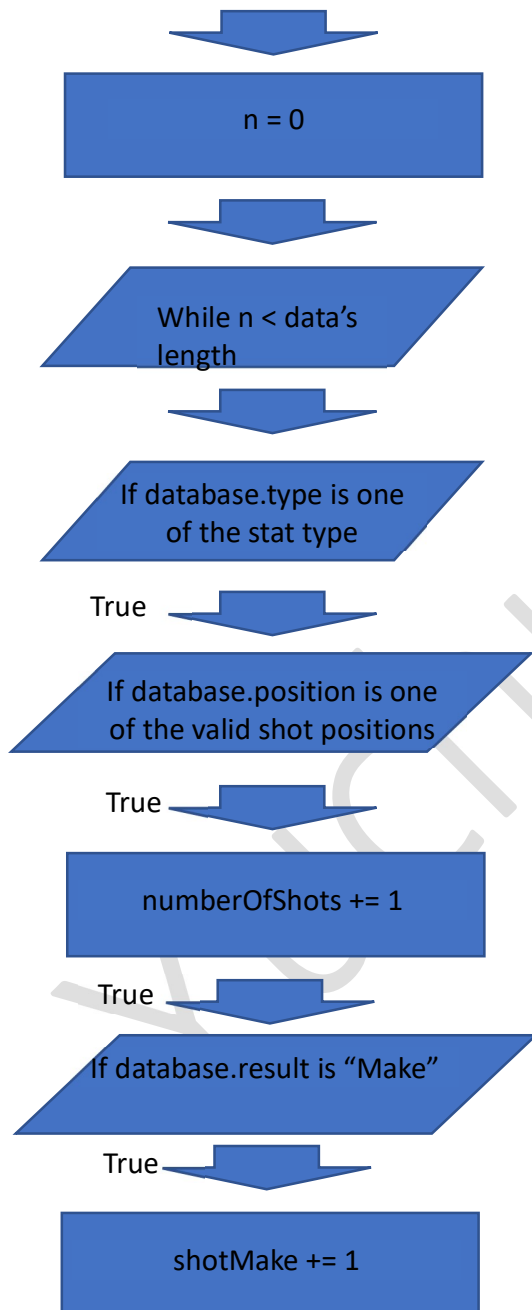 n = 0
While n < data’s
length
If database.type is one
of the stat type
True
If database.position is one
of the valid shot positions
True
numberOfShots += 1
True
If database.result is “Make”
True
shotMake += 1